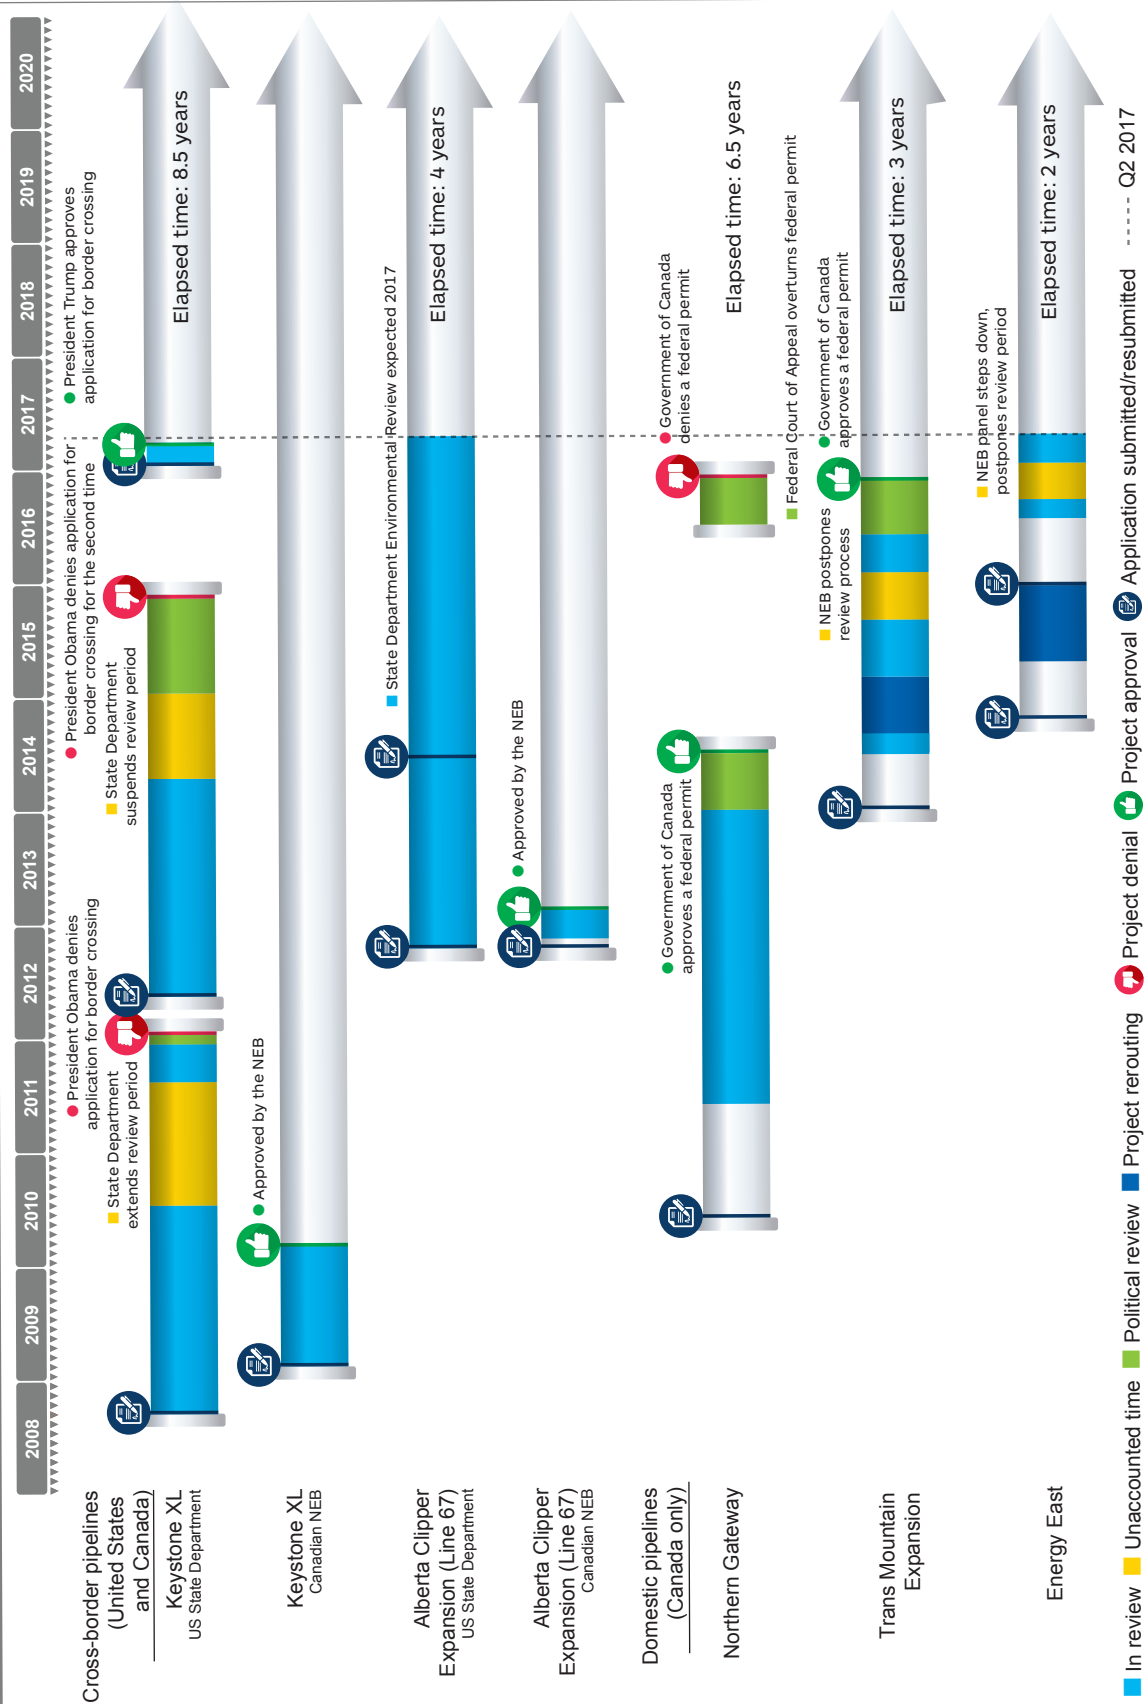 2008 2009 2010 2011 2012 2013 2014 2015 2016 2017 2018 2019 2020
Cross-border pipelines
(United States
and Canada)
Keystone XL
US State Department
State Department
extends review period
President Obama denies
application for border crossing
State Department
suspends review period
President Obama denies application for
border crossing for the second time
President Trump approves
application for border crossing
Elapsed time: 8.5 years
Keystone XL
Canadian NEB
Approved by the NEB
Alberta Clipper
Expansion (Line 67)
US State Department
State Department Environmental Review expected 2017
Elapsed time: 4 years
Alberta Clipper
Expansion (Line 67)
Canadian NEB
Approved by the NEB
Domestic pipelines
(Canada only)
Northern Gateway
Government of Canada
approves a federal permit
Government of Canada
denies a federal permit
Federal Court of Appeal overturns federal permit
Elapsed time: 6.5 years
Trans Mountain
Expansion
NEB postpones
review process
Government of Canada
approves a federal permit
Elapsed time: 3 years
Energy East
NEB panel steps down,
postpones review period
Elapsed time: 2 years
In review Unaccounted time Political review Project rerouting Project denial Project approval Application submitted/resubmitted Q2 2017